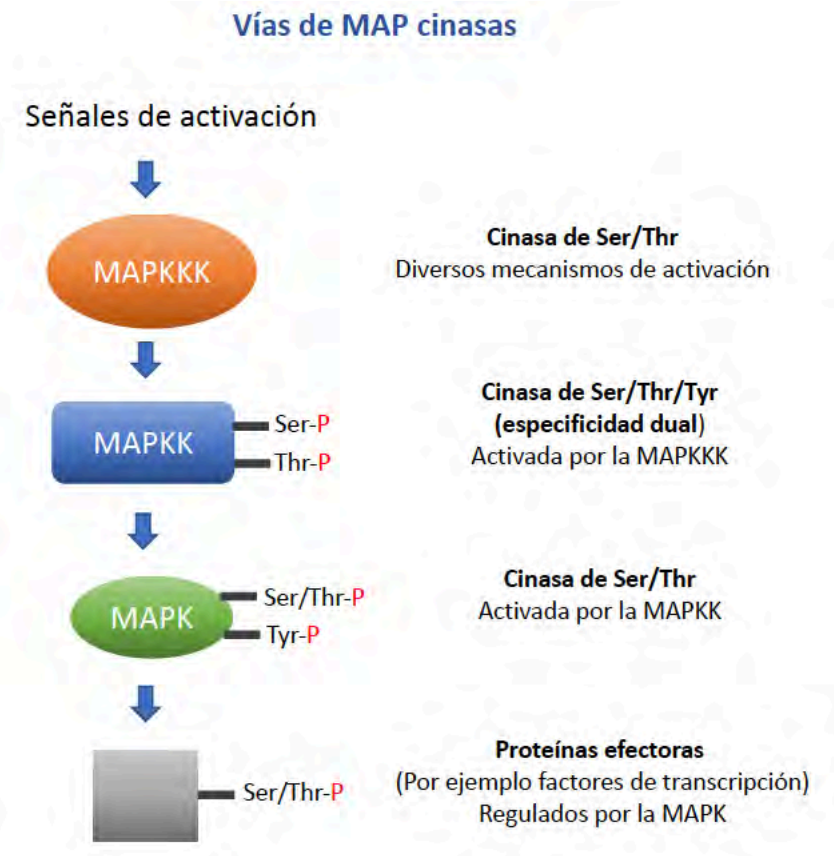 Vías de MAP cinasas
Señales de activación
MAPKKK
Cinasa de Ser/Thr
Diversos mecanismos de activación
MAPKK
Ser-P
Thr-P
Cinasa de Ser/Thr/Tyr
(especificidad dual)
Activada por la MAPKKK
MAPK
Ser/Thr-P
Tyr-P
Cinasa de Ser/Thr
Activada por la MAPKK
Ser/Thr-P
Proteínas efectoras
(Por ejemplo factores de transcripción)
Regulados por la MAPK